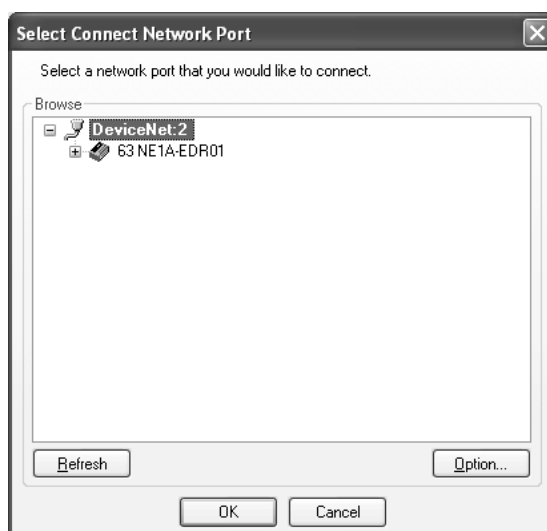 Select Connect Network Port
Select a network port that you would like to connect.
Browse
DeviceNet:2
63 NE1A-EDR01
Refresh
Option...
OK
Cancel